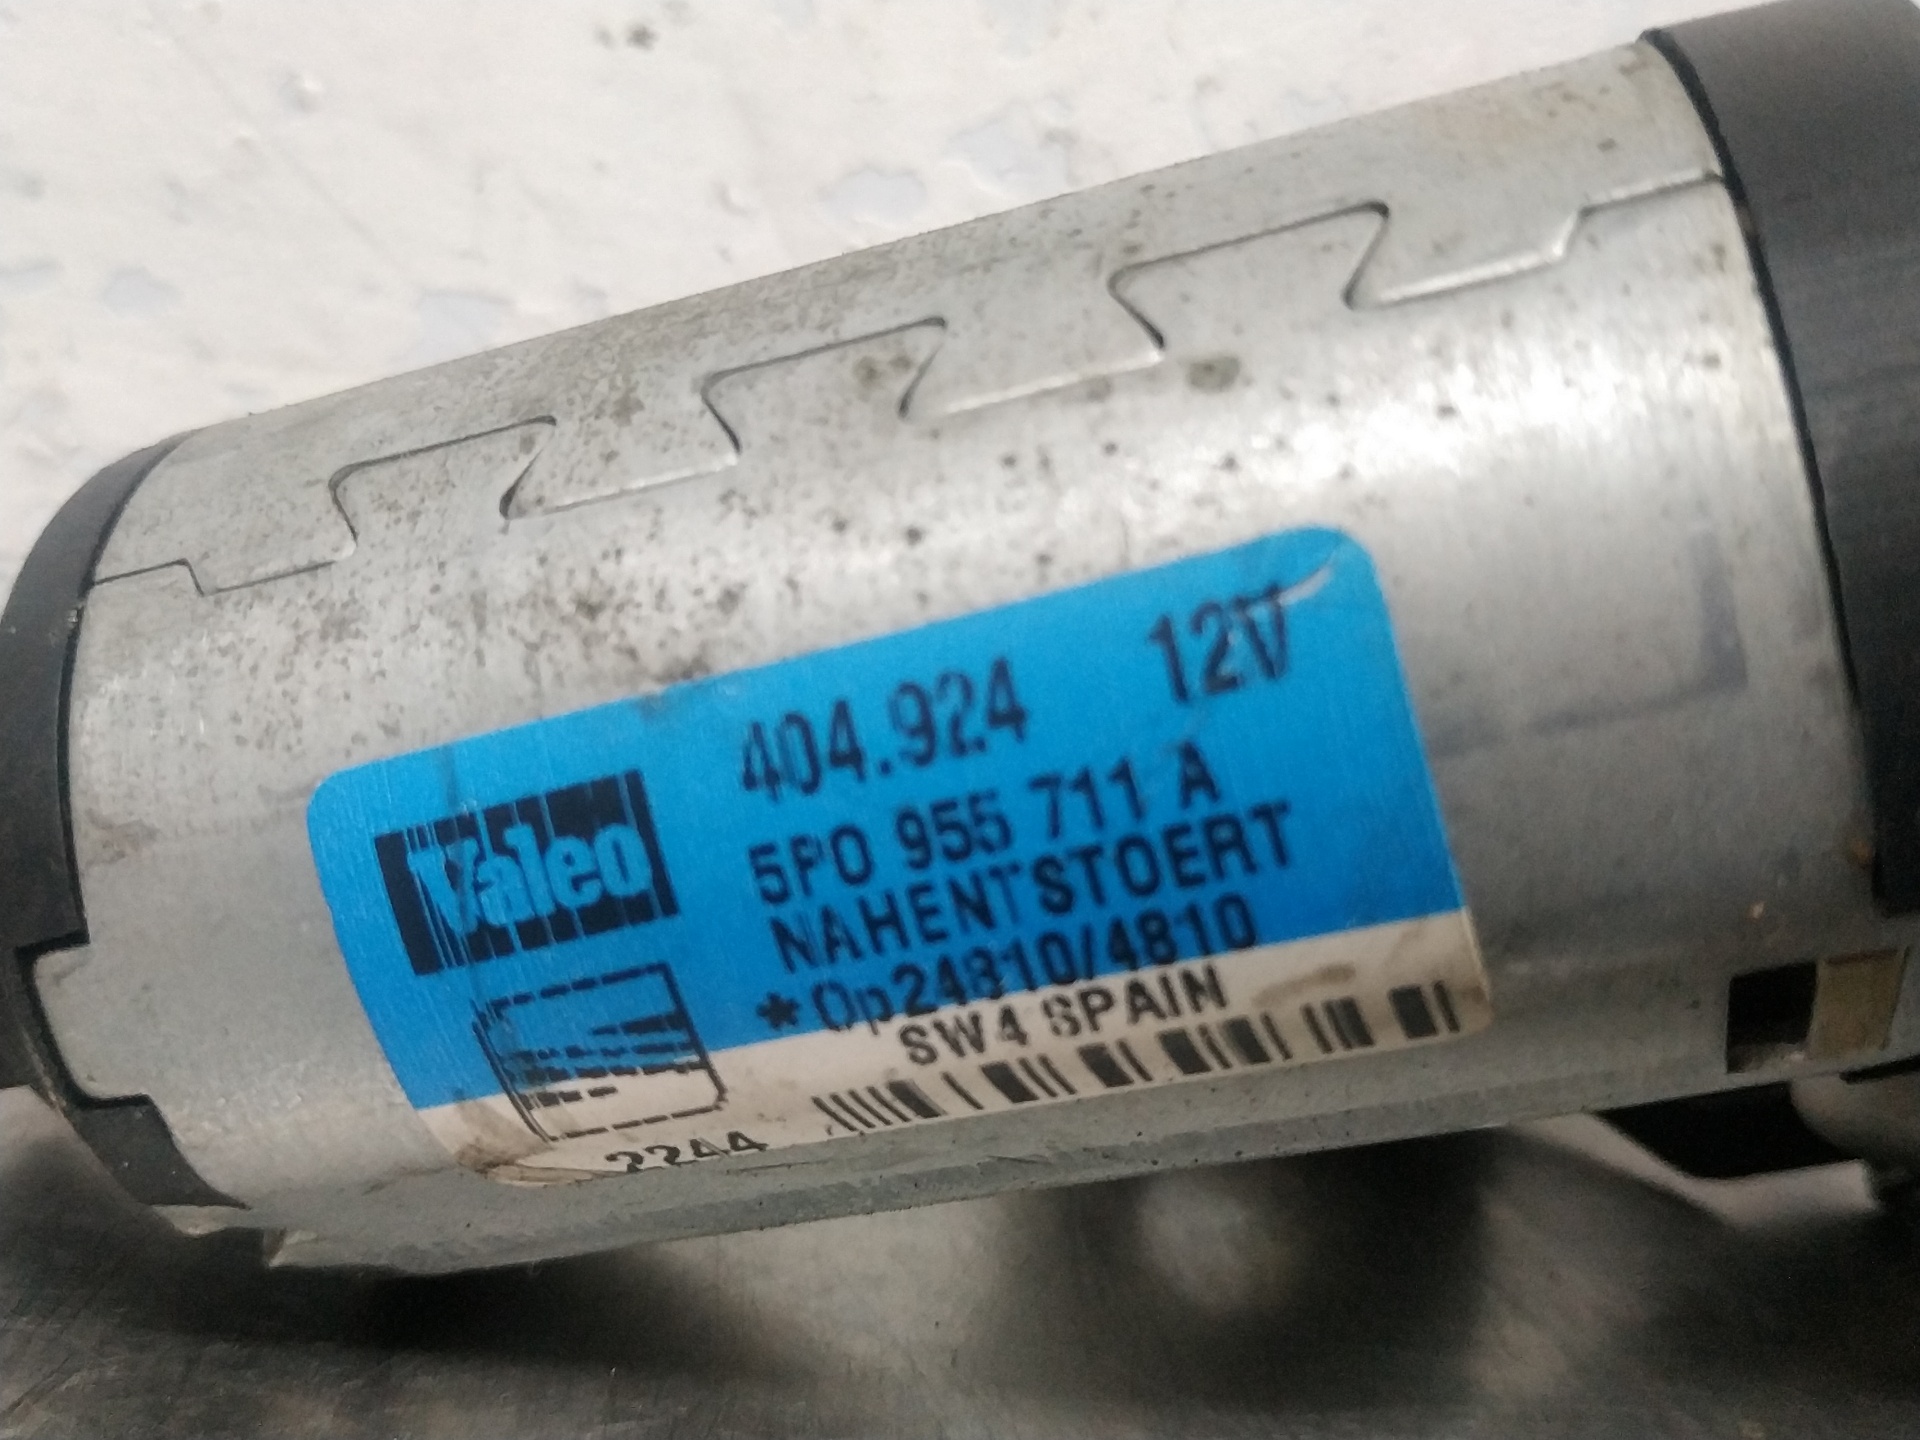 404.924 12V
Valeo
5P0 955 711 A
NAHENTSTOERT
*Op24810/4810
SW4 SPAIN
2244